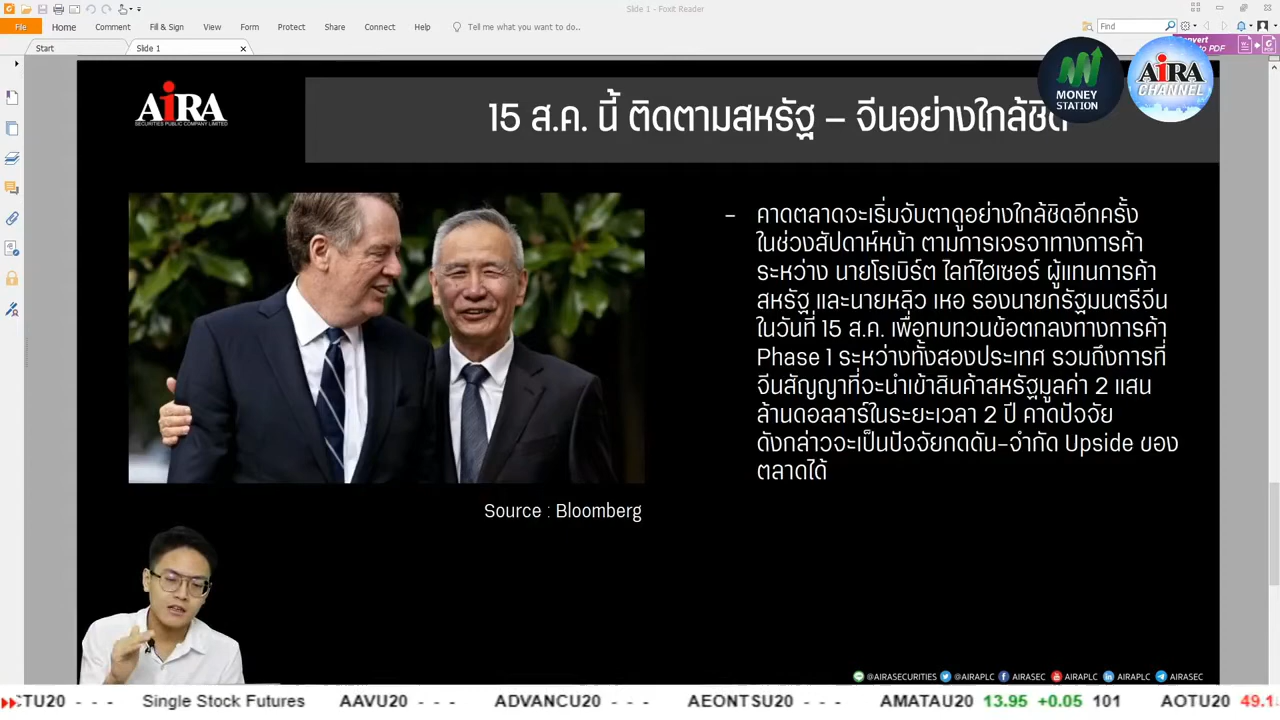 Slide 1 - Foxit Reader
File Home Comment Fill & Sign View Form Protect Share Connect Help Tell me what you want to do..
Find
Start Slide 1
Convert
to PDF
AiRA
SECURITIES PUBLIC COMPANY LIMITED
15 ส.ค. นี้ ติดตามสหรัฐ – จีนอย่างใกล้ชิด
MONEY
STATION
AiRA
CHANNEL
– คาดตลาดจะเริ่มจับตาดูอย่างใกล้ชิดอีกครั้ง
ในช่วงสัปดาห์หน้า ตามการเจรจาทางการค้า
ระหว่าง นายโรเบิร์ต ไลท์ไฮเซอร์ ผู้แทนการค้า
สหรัฐ และนายหลิว เหอ รองนายกรัฐมนตรีจีน
ในวันที่ 15 ส.ค. เพื่อทบทวนข้อตกลงทางการค้า
Phase 1 ระหว่างทั้งสองประเทศ รวมถึงการที่
จีนสัญญาที่จะนำเข้าสินค้าสหรัฐมูลค่า 2 แสน
ล้านดอลลาร์ในระยะเวลา 2 ปี คาดปัจจัย
ดังกล่าวจะเป็นปัจจัยกดดัน-จำกัด Upside ของ
ตลาดได้
Source : Bloomberg
@AIRASECURITIES @AIRAPLC AIRASEC AIRAPLC AIRAPLC AIRASEC
CTU20 - - - Single Stock Futures AAVU20 - - - ADVANCU20 - - - AEONTSU20 - - - AMATAU20 13.95 +0.05 101 AOTU20 49.1